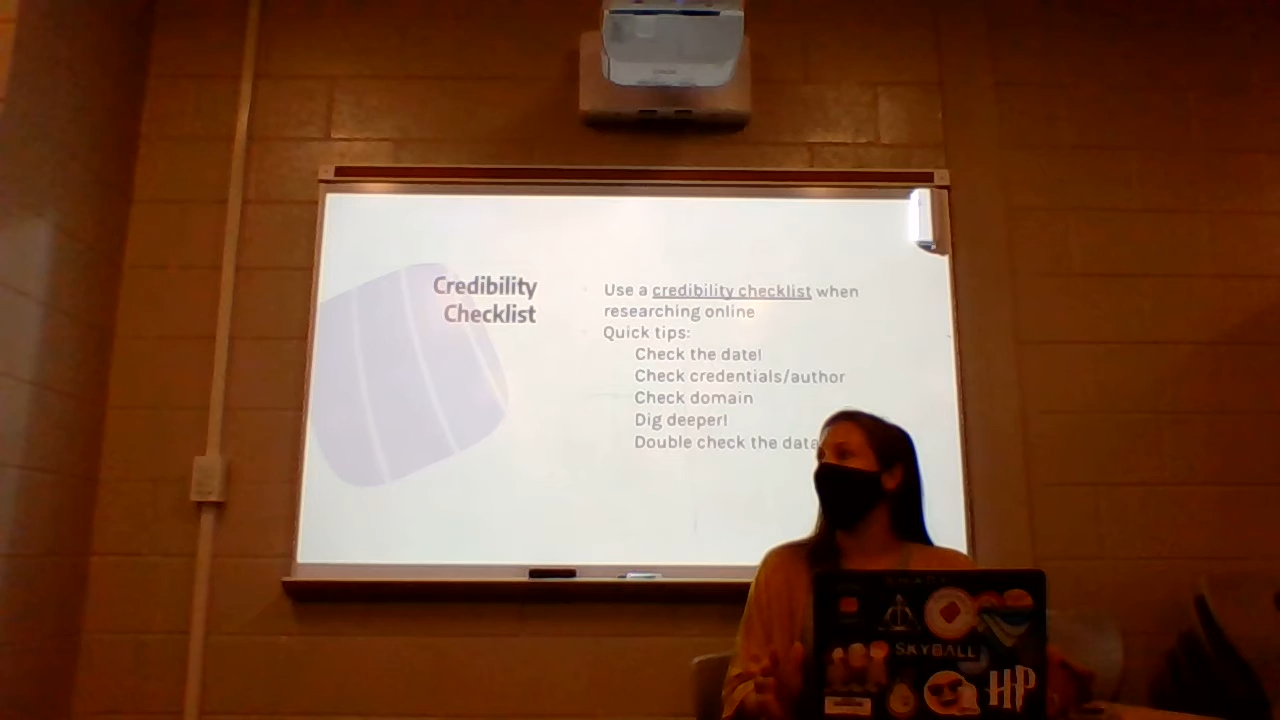 Credibility
Checklist
Use a credibility checklist when
researching online
Quick tips:
Check the date!
Check credentials/author
Check domain
Dig deeper!
Double check the data
SKYBALL
HP